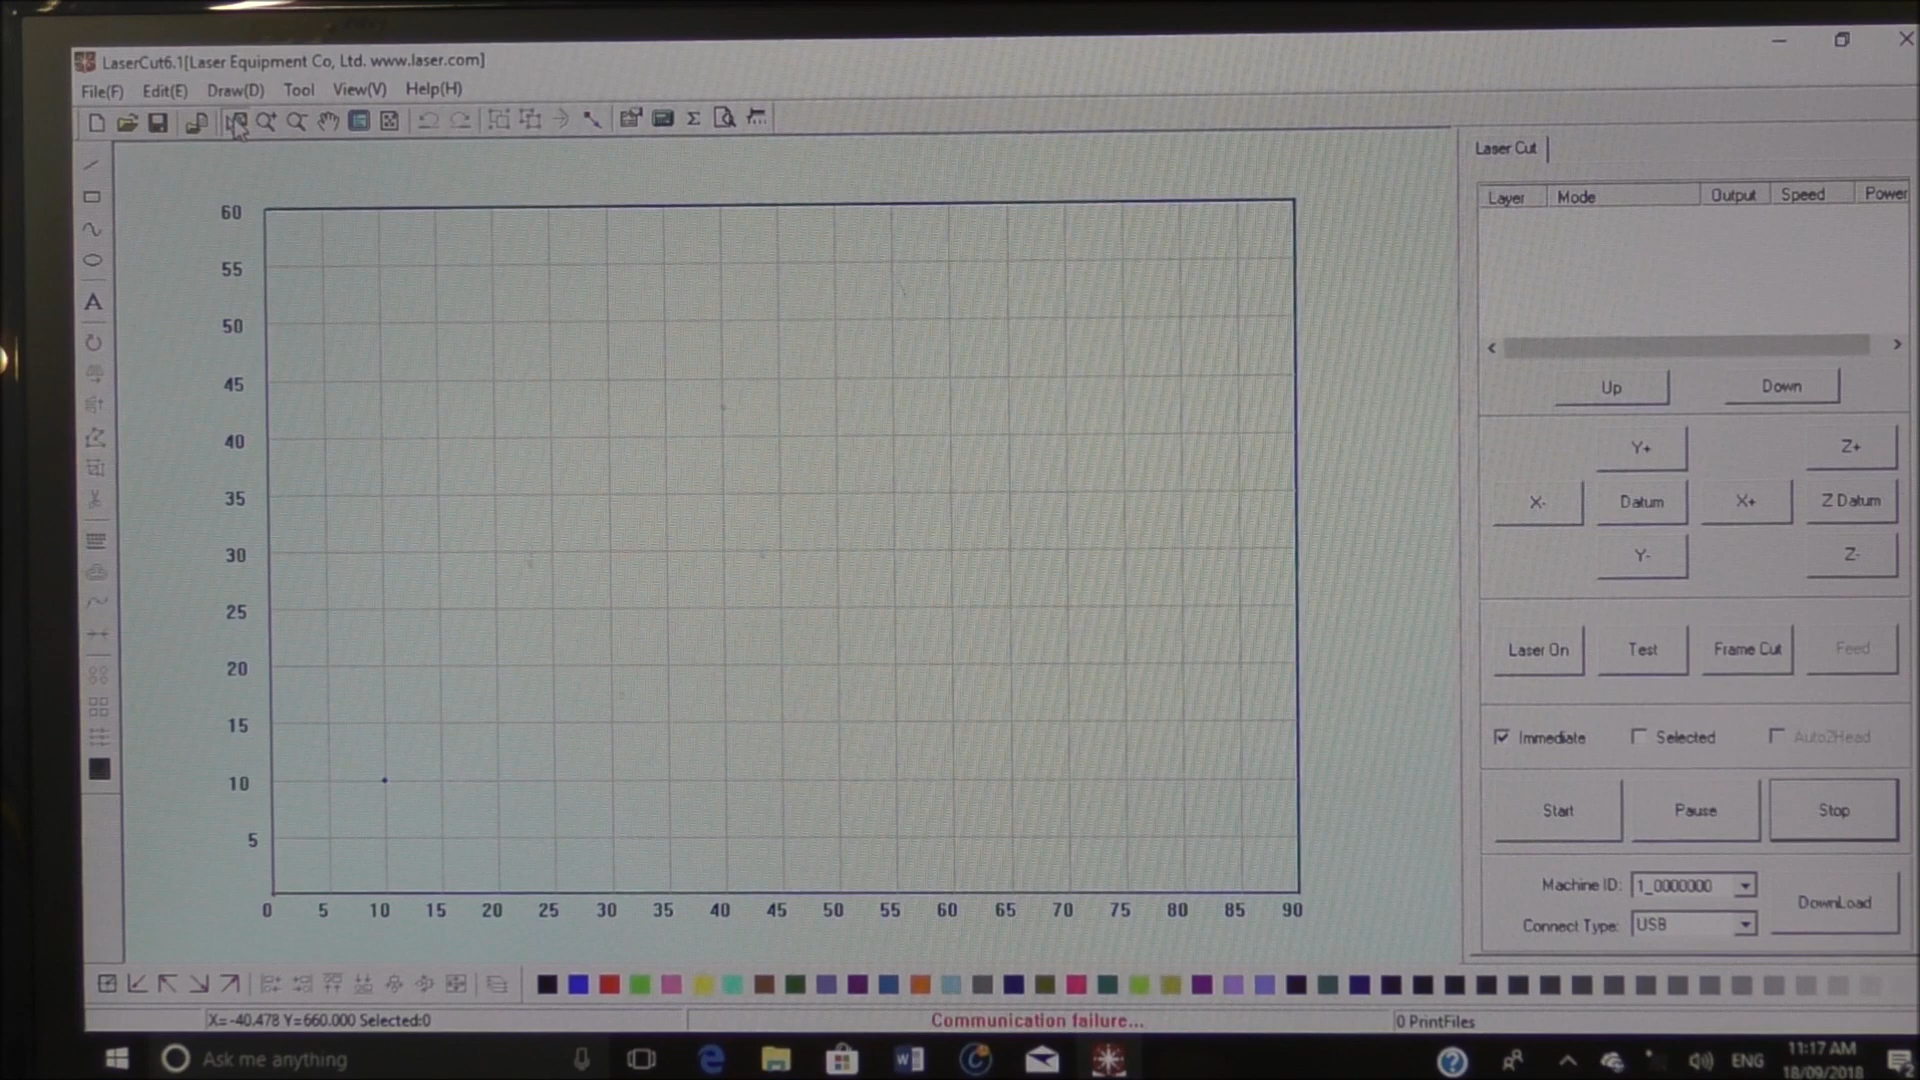 LaserCut6.1[Laser Equipment Co, Ltd. www.laser.com]
File(F) Edit(E) Draw(D) Tool View(V) Help(H)
Laser Cut
Layer Mode Output Speed Power
60
55
50
45
40
35
30
25
20
15
10
5
0 5 10 15 20 25 30 35 40 45 50 55 60 65 70 75 80 85 90
A
Up Down
Y+ Z+
X- Datum X+ Z Datum
Y- Z-
Laser On Test Frame Cut Feed
Immediate Selected Auto2Head
Start Pause Stop
Machine ID: 1_0000000
Connect Type: USB
DownLoad
X=-40.478 Y=660.000 Selected:0 Communication failure... 0 PrintFiles
Ask me anything
ENG
11:17 AM
18/09/2018